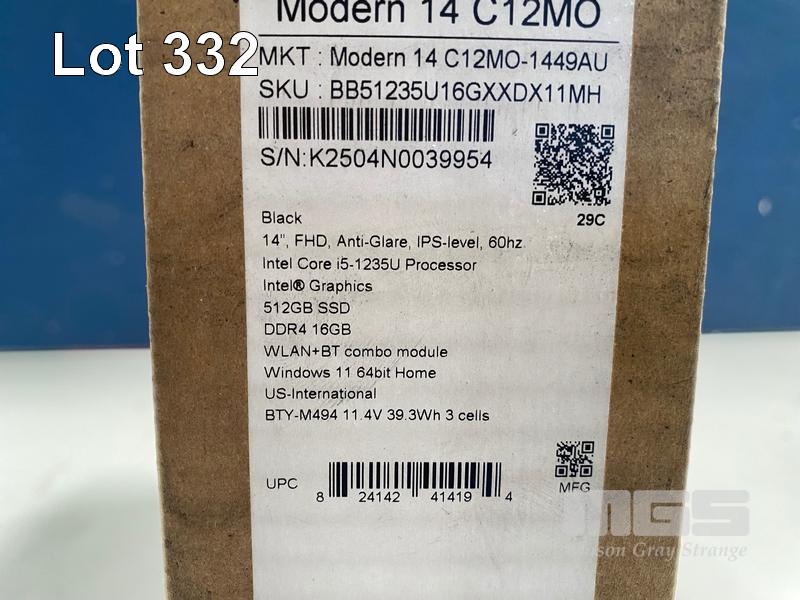 Modern 14 C12MO
Lot 332
MKT : Modern 14 C12MO-1449AU
SKU : BB51235U16GXXDX11MH
S/N:K2504N0039954
29C
Black
14", FHD, Anti-Glare, IPS-level, 60hz
Intel Core i5-1235U Processor
Intel® Graphics
512GB SSD
DDR4 16GB
WLAN+BT combo module
Windows 11 64bit Home
US-International
BTY-M494 11.4V 39.3Wh 3 cells
UPC
8 24142 41419 4
MFG
MGS
Gray Strange